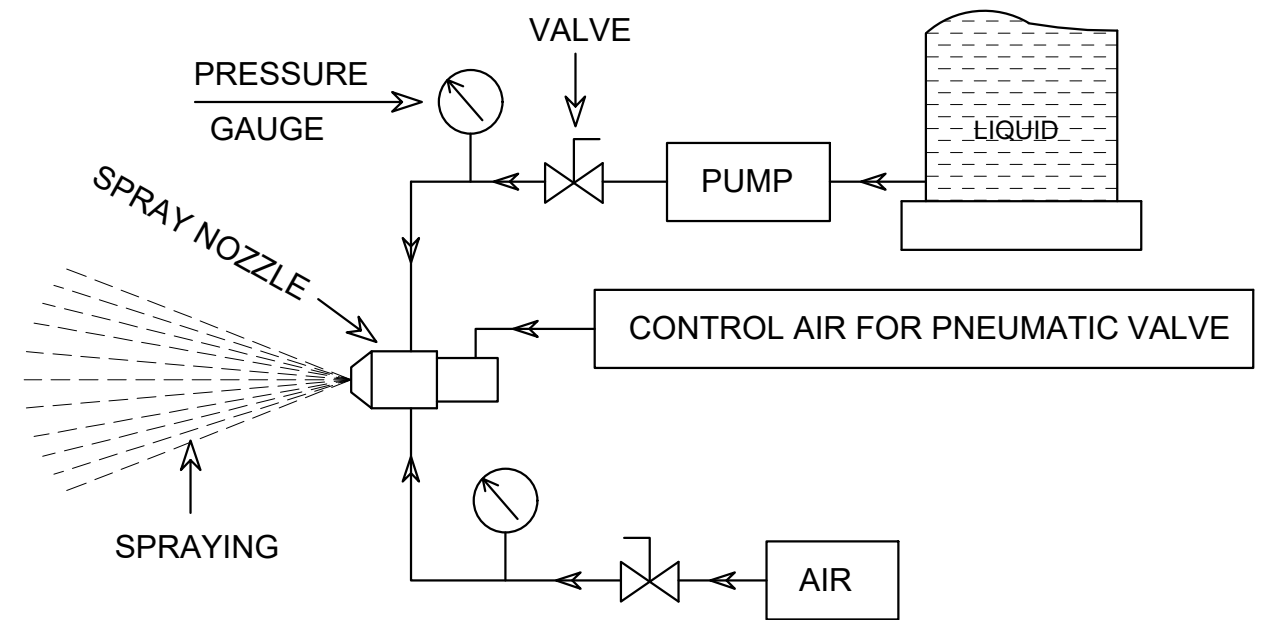 VALVE
PRESSURE
GAUGE
LIQUID
PUMP
SPRAY NOZZLE
CONTROL AIR FOR PNEUMATIC VALVE
SPRAYING
AIR